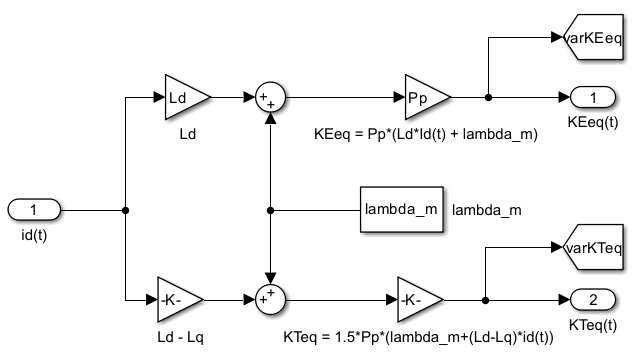 varKEeq
Ld
+
+
Pp
1
Ld
KEeq = Pp*(Ld*Id(t) + lambda_m)
KEeq(t)
1
id(t)
lambda_m
lambda_m
varKTeq
-K-
+
+
-K-
2
Ld - Lq
KTeq = 1.5*Pp*(lambda_m+(Ld-Lq)*id(t))
KTeq(t)